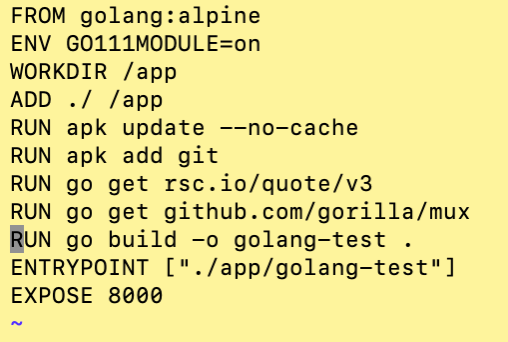 FROM golang:alpine
ENV GO111MODULE=on
WORKDIR /app
ADD ./ /app
RUN apk update --no-cache
RUN apk add git
RUN go get rsc.io/quote/v3
RUN go get github.com/gorilla/mux
RUN go build -o golang-test .
ENTRYPOINT ["./app/golang-test"]
EXPOSE 8000
~